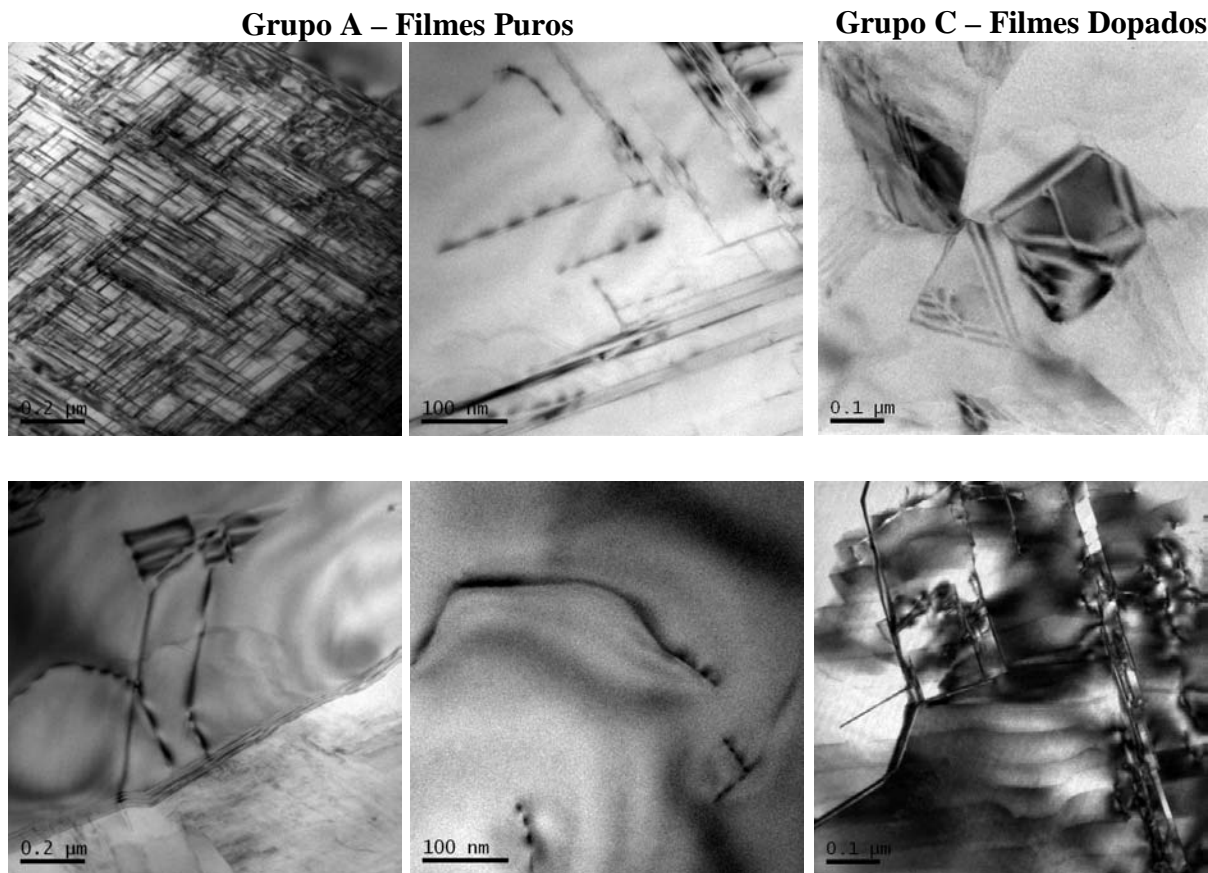 Grupo A – Filmes Puros
Grupo C – Filmes Dopados
0.2 µm
100 nm
0.1 µm
0.2 µm
100 nm
0.1 µm